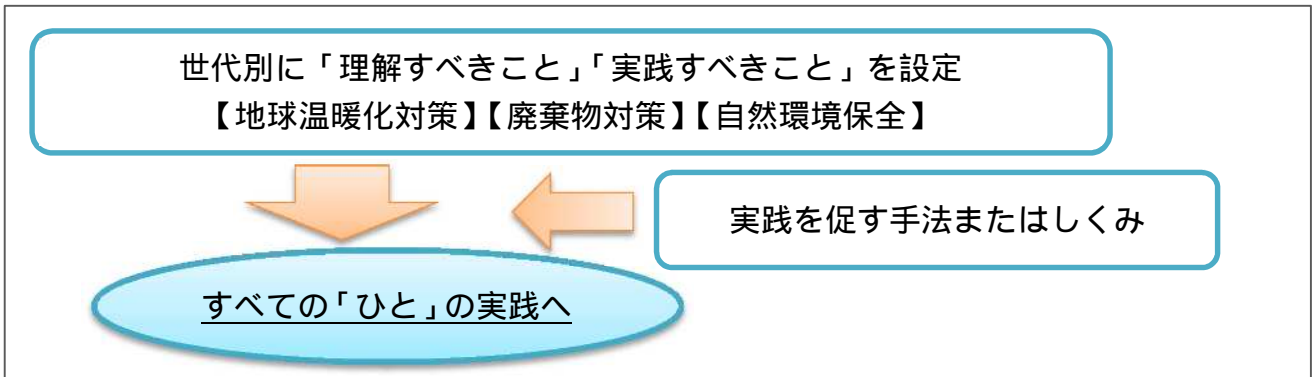 世代別に「理解すべきこと」「実践すべきこと」を設定
【地球温暖化対策】【廃棄物対策】【自然環境保全】
実践を促す手法またはしくみ
すべての「ひと」の実践へ